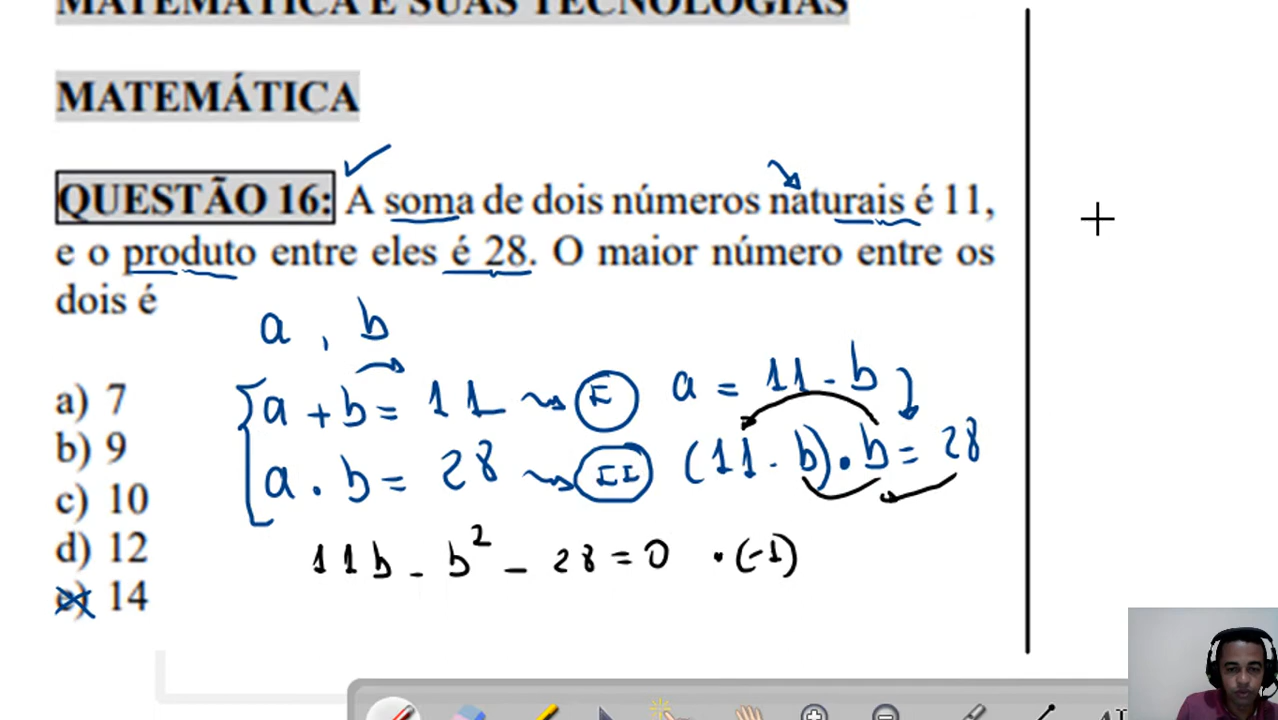 MATEMÁTICA E SUAS TECNOLOGIAS
MATEMÁTICA
QUESTÃO 16: A soma de dois números naturais é 11,
e o produto entre eles é 28. O maior número entre os
dois é
a , b
a + b = 11 I a = 11 - b
a . b = 28 II (11 - b) . b = 28
a) 7
b) 9
c) 10
d) 12
e) 14
11b - b² - 28 = 0 . (-1)